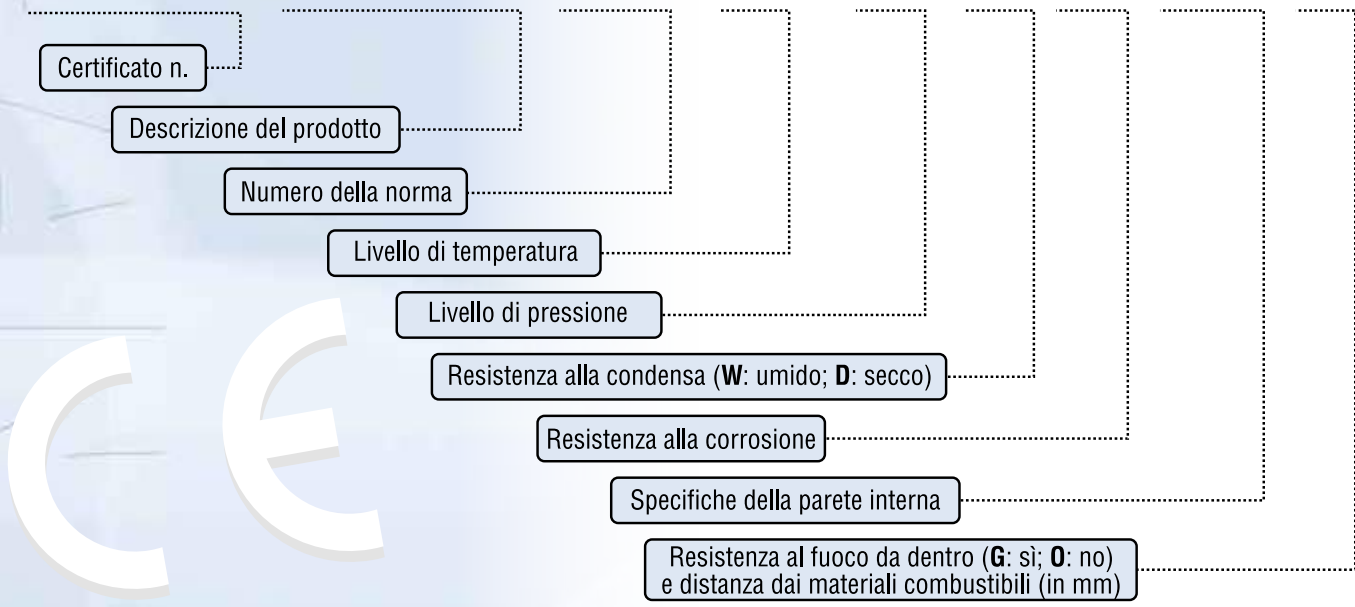 Certificato n.
Descrizione del prodotto
Numero della norma
Livello di temperatura
Livello di pressione
Resistenza alla condensa (W: umido; D: secco)
Resistenza alla corrosione
Specifiche della parete interna
Resistenza al fuoco da dentro (G: sì; O: no)
e distanza dai materiali combustibili (in mm)
CE